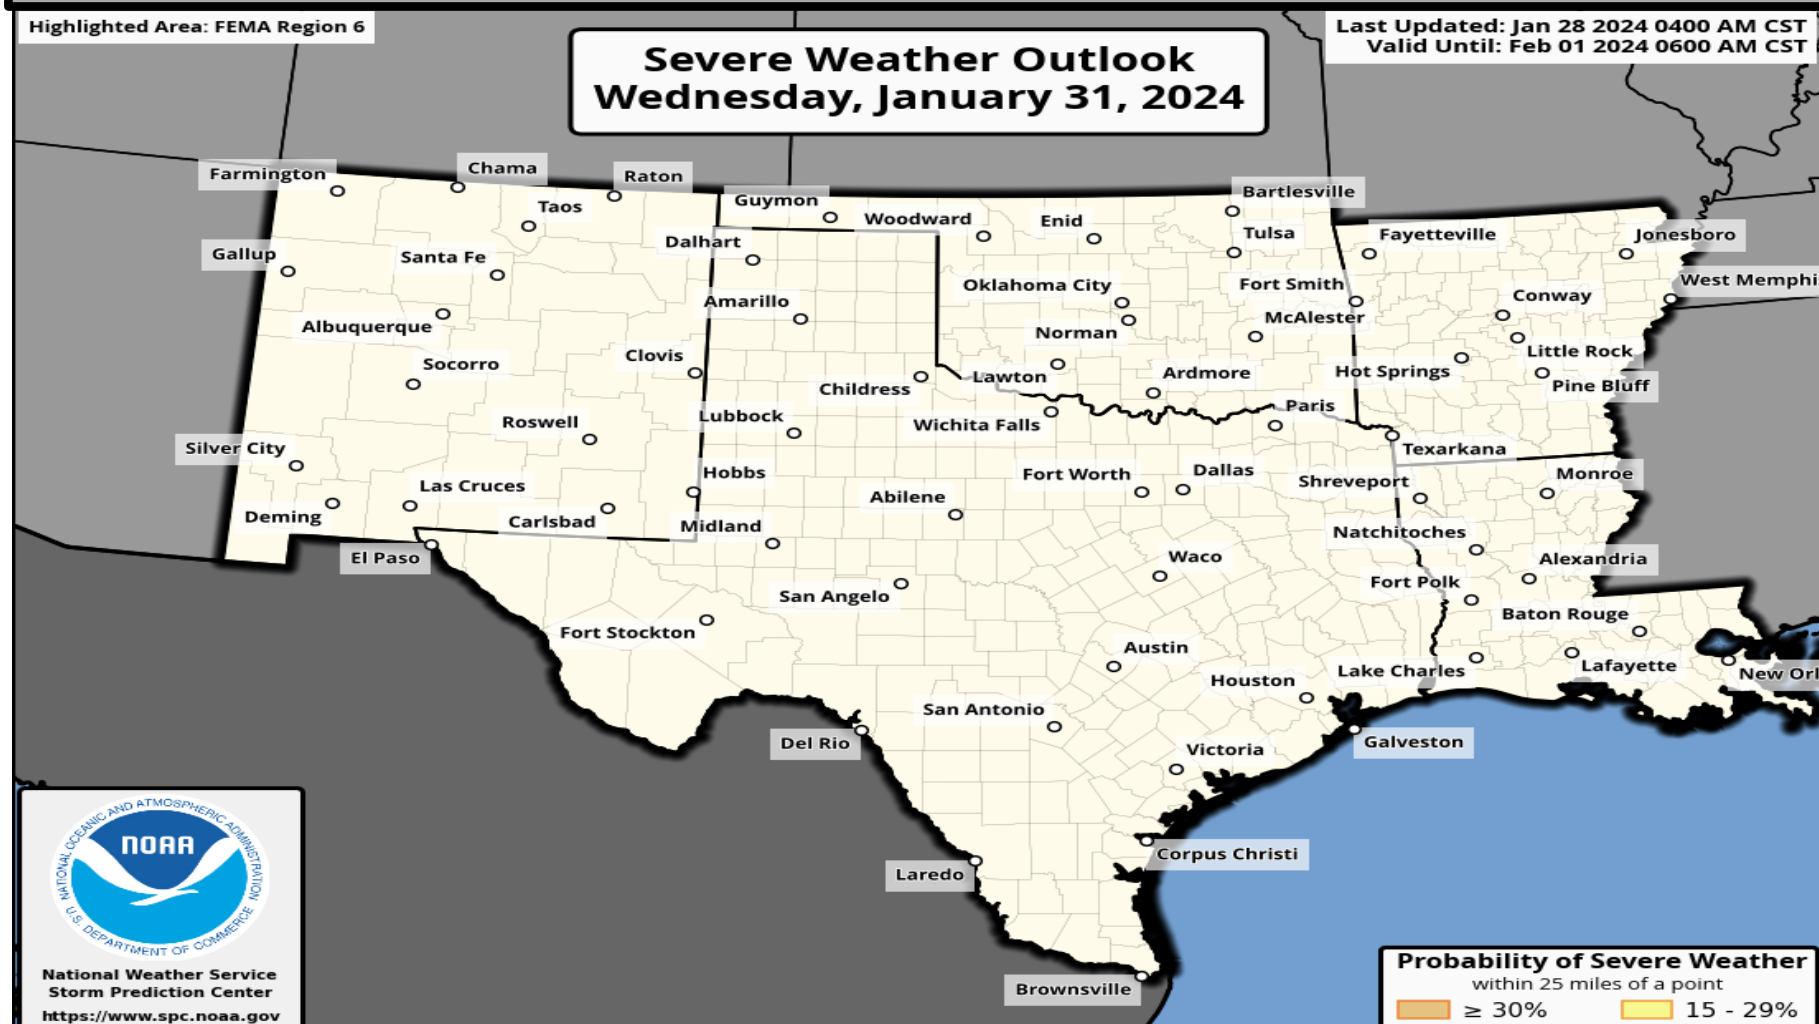 Highlighted Area: FEMA Region 6
Last Updated: Jan 28 2024 0400 AM CST
Valid Until: Feb 01 2024 0600 AM CST
Severe Weather Outlook
Wednesday, January 31, 2024
Farmington
Chama
Raton
Taos
Guymon
Woodward
Enid
Bartlesville
Tulsa
Fayetteville
Jonesboro
Gallup
Santa Fe
Dalhart
Oklahoma City
Fort Smith
Conway
West Memphi
Albuquerque
Amarillo
Norman
McAlester
Little Rock
Socorro
Clovis
Childress
Lawton
Ardmore
Hot Springs
Pine Bluff
Roswell
Lubbock
Wichita Falls
Paris
Texarkana
Silver City
Las Cruces
Hobbs
Abilene
Fort Worth
Dallas
Shreveport
Monroe
Deming
Carlsbad
Midland
Natchitoches
El Paso
Waco
Alexandria
San Angelo
Fort Polk
Fort Stockton
Baton Rouge
Austin
Lake Charles
Lafayette
New Orl
Houston
San Antonio
Del Rio
Victoria
Galveston
Corpus Christi
Laredo
Brownsville
NATIONAL OCEANIC AND ATMOSPHERIC ADMINISTRATION
NOAA
U.S. DEPARTMENT OF COMMERCE
National Weather Service
Storm Prediction Center
https://www.spc.noaa.gov
Probability of Severe Weather
within 25 miles of a point
≥ 30%
15 - 29%